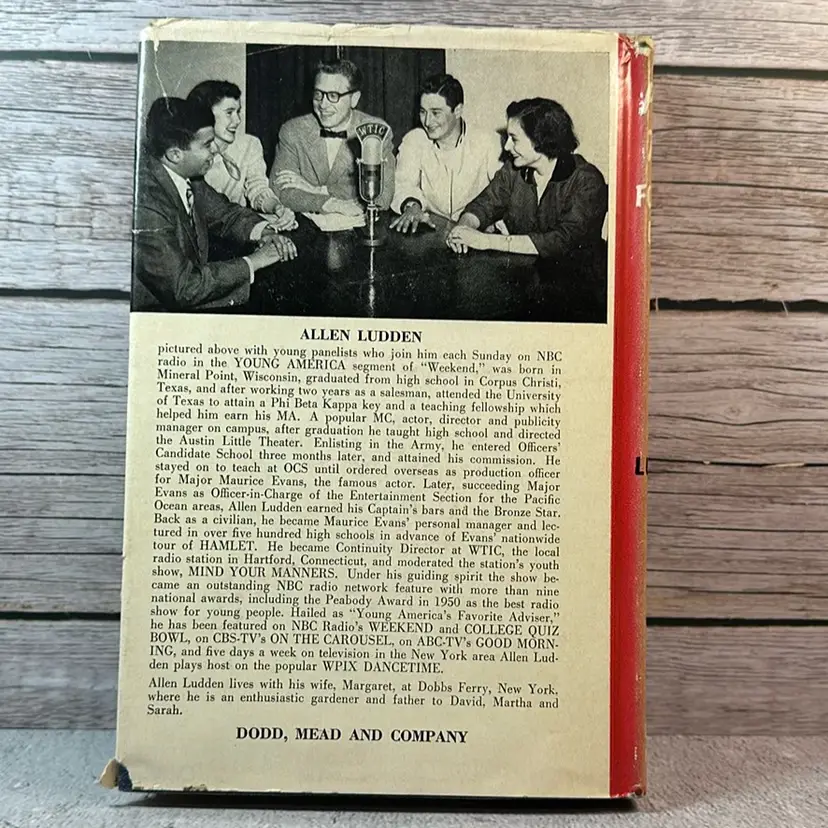 WTIC
ALLEN LUDDEN
pictured above with young panelists who join him each Sunday on NBC
radio in the YOUNG AMERICA segment of "Weekend," was born in
Mineral Point, Wisconsin, graduated from high school in Corpus Christi,
Texas, and after working two years as a salesman, attended the University
of Texas to attain a Phi Beta Kappa key and a teaching fellowship which
helped him earn his MA. A popular MC, actor, director and publicity
manager on campus, after graduation he taught high school and directed
the Austin Little Theater. Enlisting in the Army, he entered Officers'
Candidate School three months later, and attained his commission. He
stayed on to teach at OCS until ordered overseas as production officer
for Major Maurice Evans, the famous actor. Later, succeeding Major
Evans as Officer-in-Charge of the Entertainment Section for the Pacific
Ocean areas, Allen Ludden earned his Captain's bars and the Bronze Star.
Back as a civilian, he became Maurice Evans' personal manager and lec-
tured in over five hundred high schools in advance of Evans' nationwide
tour of HAMLET. He became Continuity Director at WTIC, the local
radio station in Hartford, Connecticut, and moderated the station's youth
show, MIND YOUR MANNERS. Under his guiding spirit the show be-
came an outstanding NBC radio network feature with more than nine
national awards, including the Peabody Award in 1950 as the best radio
show for young people. Hailed as "Young America's Favorite Adviser,"
he has been featured on NBC Radio's WEEKEND and COLLEGE QUIZ
BOWL, on CBS-TV's ON THE CAROUSEL, on ABC-TV's GOOD MORN-
ING, and five days a week on television in the New York area Allen Lud-
den plays host on the popular WPIX DANCETIME.
Allen Ludden lives with his wife, Margaret, at Dobbs Ferry, New York,
where he is an enthusiastic gardener and father to David, Martha and
Sarah.
DODD, MEAD AND COMPANY